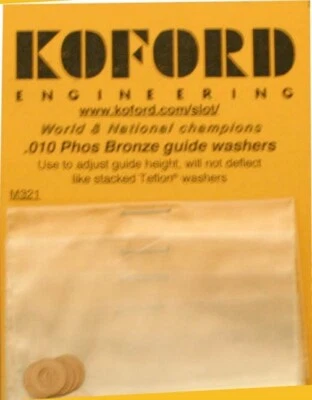 KOFORD
ENGINEERING
www.koford.com/slot/
World & National champions
.010 Phos Bronze guide washers
Use to adjust guide height, will not deflect
like stacked Teflon® washers
M321